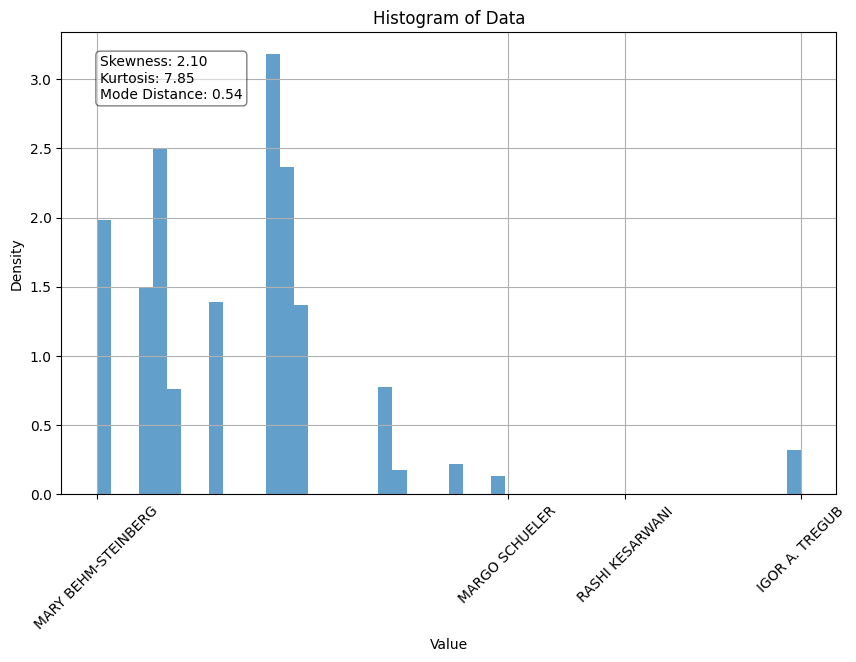 Histogram of Data
Skewness: 2.10
Kurtosis: 7.85
Mode Distance: 0.54
3.0
2.5
2.0
1.5
1.0
0.5
0.0
Density
MARY BEHM-STEINBERG
MARGO SCHUELER
RASHI KESARWANI
IGOR A. TREGUB
Value